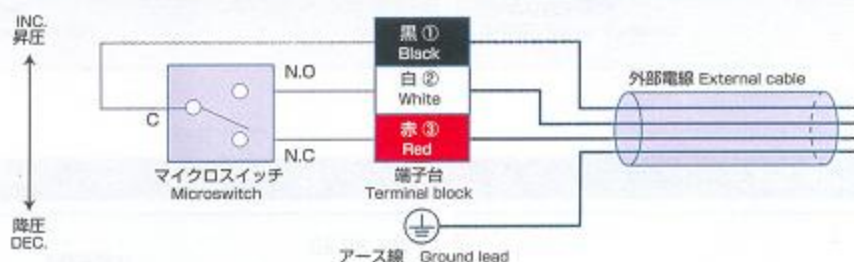 INC.
昇圧
黒 ①
Black
N.O
白 ②
White
外部電線 External cable
C
赤 ③
Red
N.C
マイクロスイッチ
Microswitch
端子台
Terminal block
降圧
DEC.
アース線 Ground lead